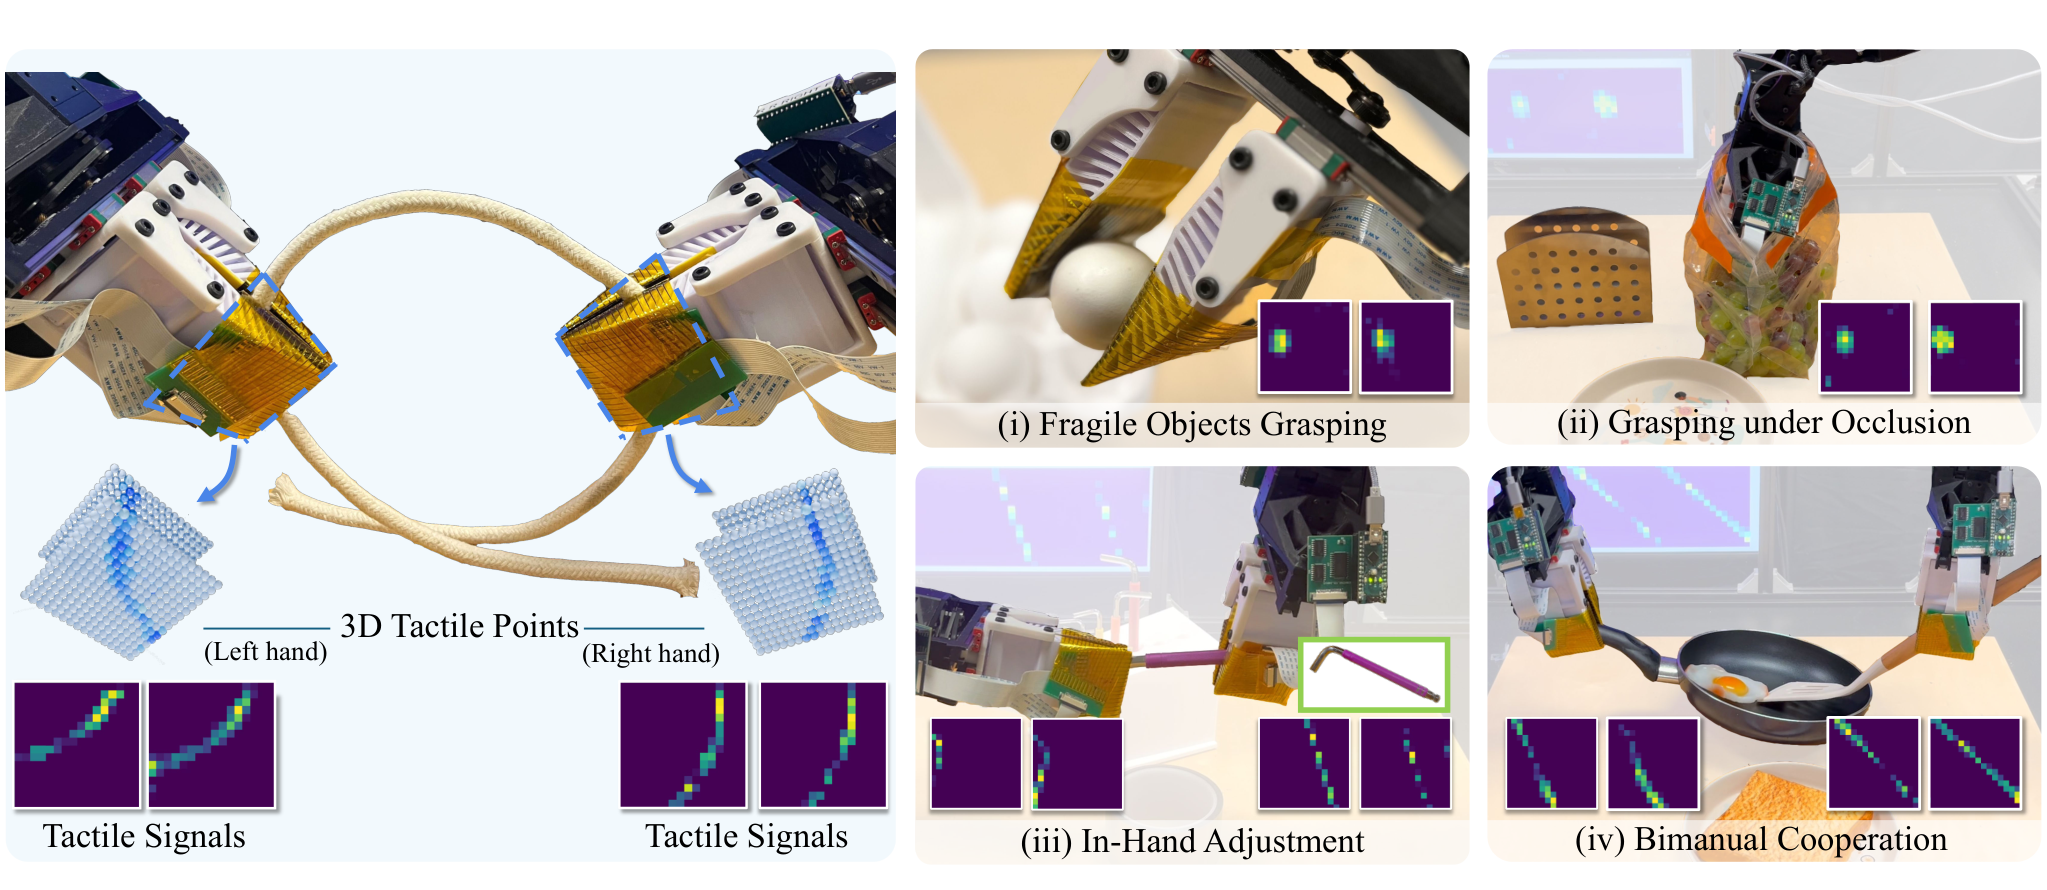 3D Tactile Points
(Left hand)
(Right hand)
Tactile Signals
Tactile Signals
(i) Fragile Objects Grasping
(ii) Grasping under Occlusion
(iii) In-Hand Adjustment
(iv) Bimanual Cooperation